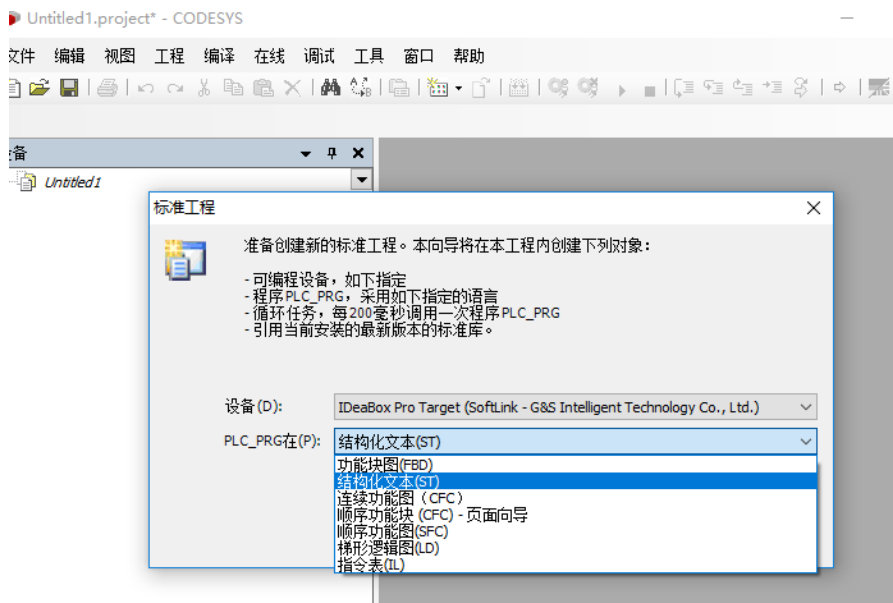 Untitled1.project* - CODESYS
文件 编辑 视图 工程 编译 在线 调试 工具 窗口 帮助
设备
Untitled1
标准工程
准备创建新的标准工程。本向导将在本工程内创建下列对象：
- 可编程设备，如下指定
- 程序PLC_PRG，采用如下指定的语言
- 循环任务，每200毫秒调用一次程序PLC_PRG
- 引用当前安装的最新版本的标准库。
设备(D): IDeaBox Pro Target (SoftLink - G&S Intelligent Technology Co., Ltd.)
PLC_PRG在(P): 结构化文本(ST)
功能块图(FBD)
结构化文本(ST)
连续功能图（CFC）
顺序功能块 (CFC) - 页面向导
顺序功能图(SFC)
梯形逻辑图(LD)
指令表(IL)